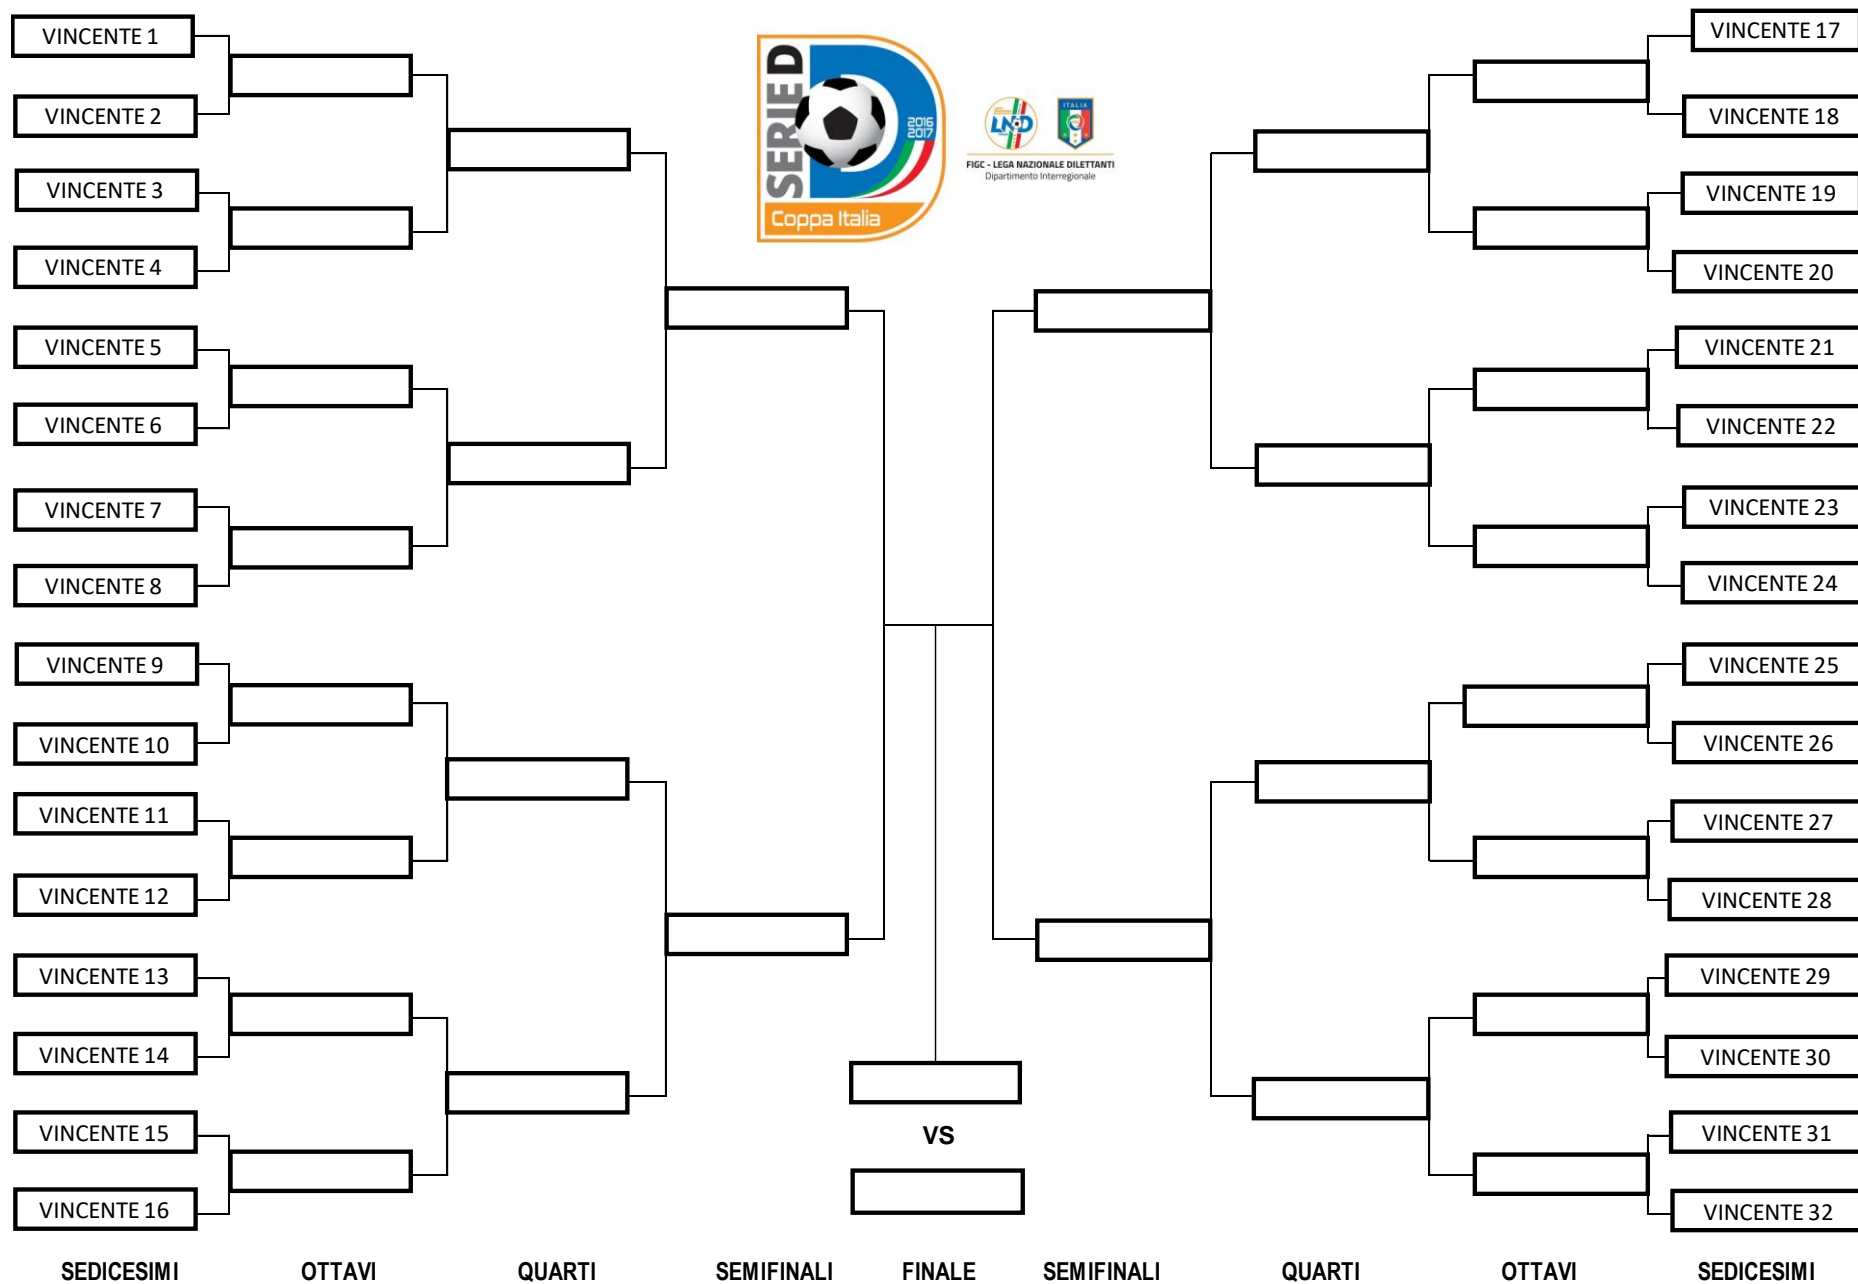 VINCENTE 1
VINCENTE 2
VINCENTE 3
VINCENTE 4
VINCENTE 5
VINCENTE 6
VINCENTE 7
VINCENTE 8
VINCENTE 9
VINCENTE 10
VINCENTE 11
VINCENTE 12
VINCENTE 13
VINCENTE 14
VINCENTE 15
VINCENTE 16
SERIE D
2016
2017
Coppa Italia
LND
ITALIA
FIGC - LEGA NAZIONALE DILETTANTI
Dipartimento Interregionale
VS
VINCENTE 17
VINCENTE 18
VINCENTE 19
VINCENTE 20
VINCENTE 21
VINCENTE 22
VINCENTE 23
VINCENTE 24
VINCENTE 25
VINCENTE 26
VINCENTE 27
VINCENTE 28
VINCENTE 29
VINCENTE 30
VINCENTE 31
VINCENTE 32
SEDICESIMI OTTAVI QUARTI SEMIFINALI FINALE SEMIFINALI QUARTI OTTAVI SEDICESIMI